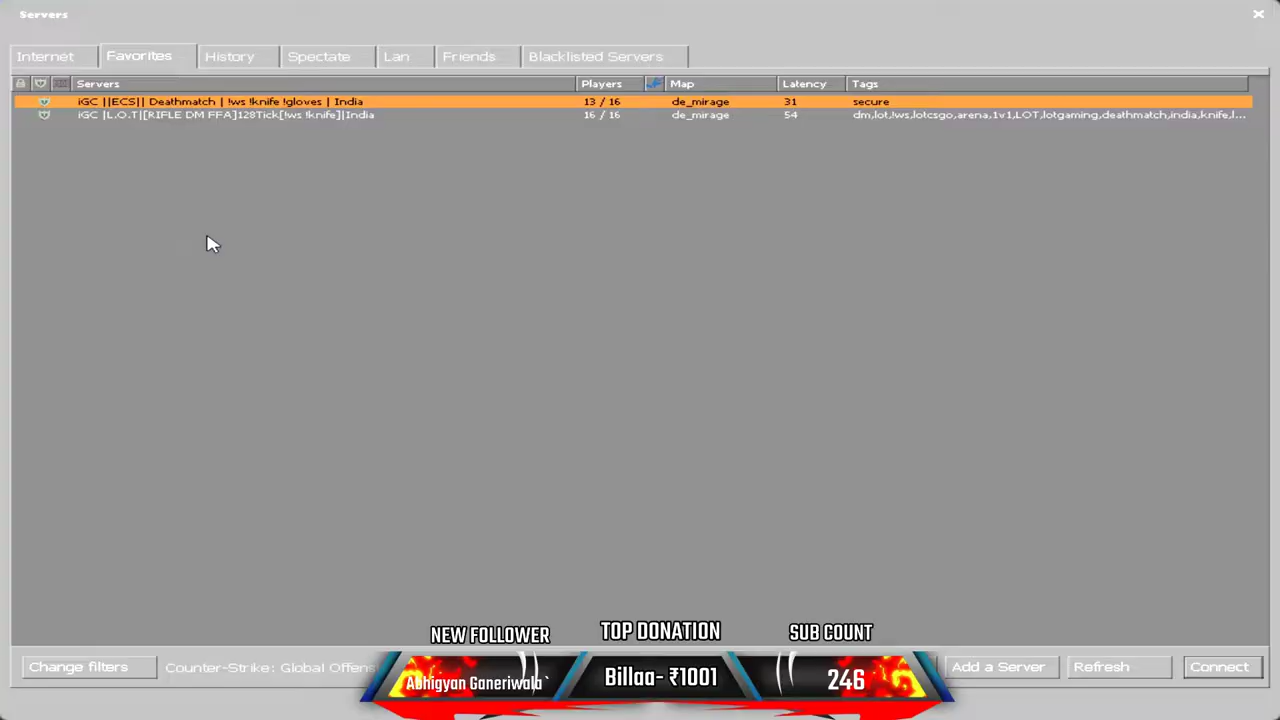 Servers
Internet Favorites History Spectate Lan Friends Blacklisted Servers
Servers Players Map Latency Tags
iGC ||ECS|| Deathmatch | !ws !knife !gloves | India 13 / 16 de_mirage 31 secure
iGC |L.O.T|[RIFLE DM FFA]128Tick[!ws !knife]|India 16 / 16 de_mirage 54 dm,lot,!ws,lotcsgo,arena,1v1,LOT,lotgaming,deathmatch,india,knife,l...
NEW FOLLOWER TOP DONATION SUB COUNT
Change filters Counter-Strike: Global Offens Add a Server Refresh Connect
Abhigyan Ganeriwala` Billaa- ₹1001 246